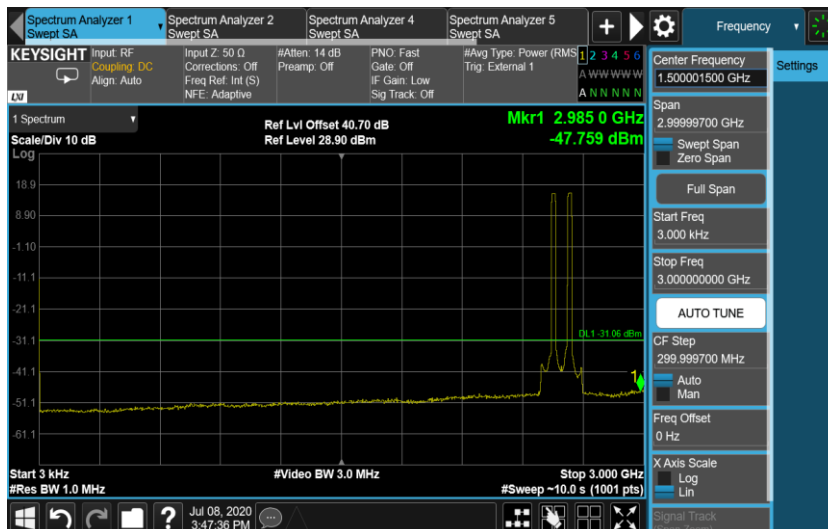 Spectrum Analyzer 1
Swept SA
Spectrum Analyzer 2
Swept SA
Spectrum Analyzer 4
Swept SA
Spectrum Analyzer 5
Swept SA
+
Frequency
KEYSIGHT
LXI
Input: RF
Coupling: DC
Align: Auto
Input Z: 50 Ω
Corrections: Off
Freq Ref: Int (S)
NFE: Adaptive
#Atten: 14 dB
Preamp: Off
PNO: Fast
Gate: Off
IF Gain: Low
Sig Track: Off
#Avg Type: Power (RMS
Trig: External 1
1 2 3 4 5 6
A W W W W W
A N N N N N
1 Spectrum
Scale/Div 10 dB
Log
Ref Lvl Offset 40.70 dB
Ref Level 28.90 dBm
Mkr1 2.985 0 GHz
-47.759 dBm
18.9
8.90
-1.10
-11.1
-21.1
-31.1
-41.1
-51.1
-61.1
DL1 -31.06 dBm
1
Start 3 kHz
#Res BW 1.0 MHz
#Video BW 3.0 MHz
Stop 3.000 GHz
#Sweep ~10.0 s (1001 pts)
Center Frequency
1.500001500 GHz
Span
2.99999700 GHz
Swept Span
Zero Span
Full Span
Start Freq
3.000 kHz
Stop Freq
3.000000000 GHz
AUTO TUNE
CF Step
299.999700 MHz
Auto
Man
Freq Offset
0 Hz
X Axis Scale
Log
Lin
Signal Track
Settings
?
Jul 08, 2020
3:47:36 PM